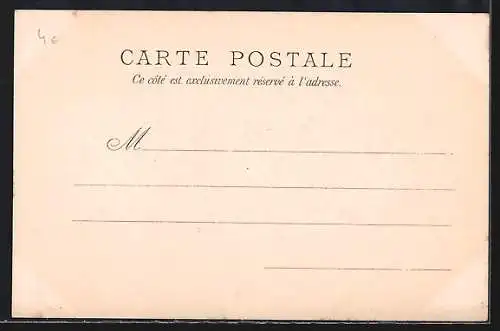 40
CARTE POSTALE
Ce côté est exclusivement réservé à l'adresse.
M